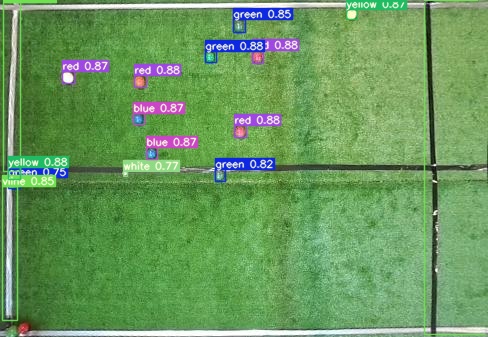 yellow 0.87
green 0.85
green 0.88
0.88
red 0.87
red 0.88
blue 0.87
red 0.88
blue 0.87
yellow 0.88
green 0.82
white 0.77
green 0.75
vline 0.85